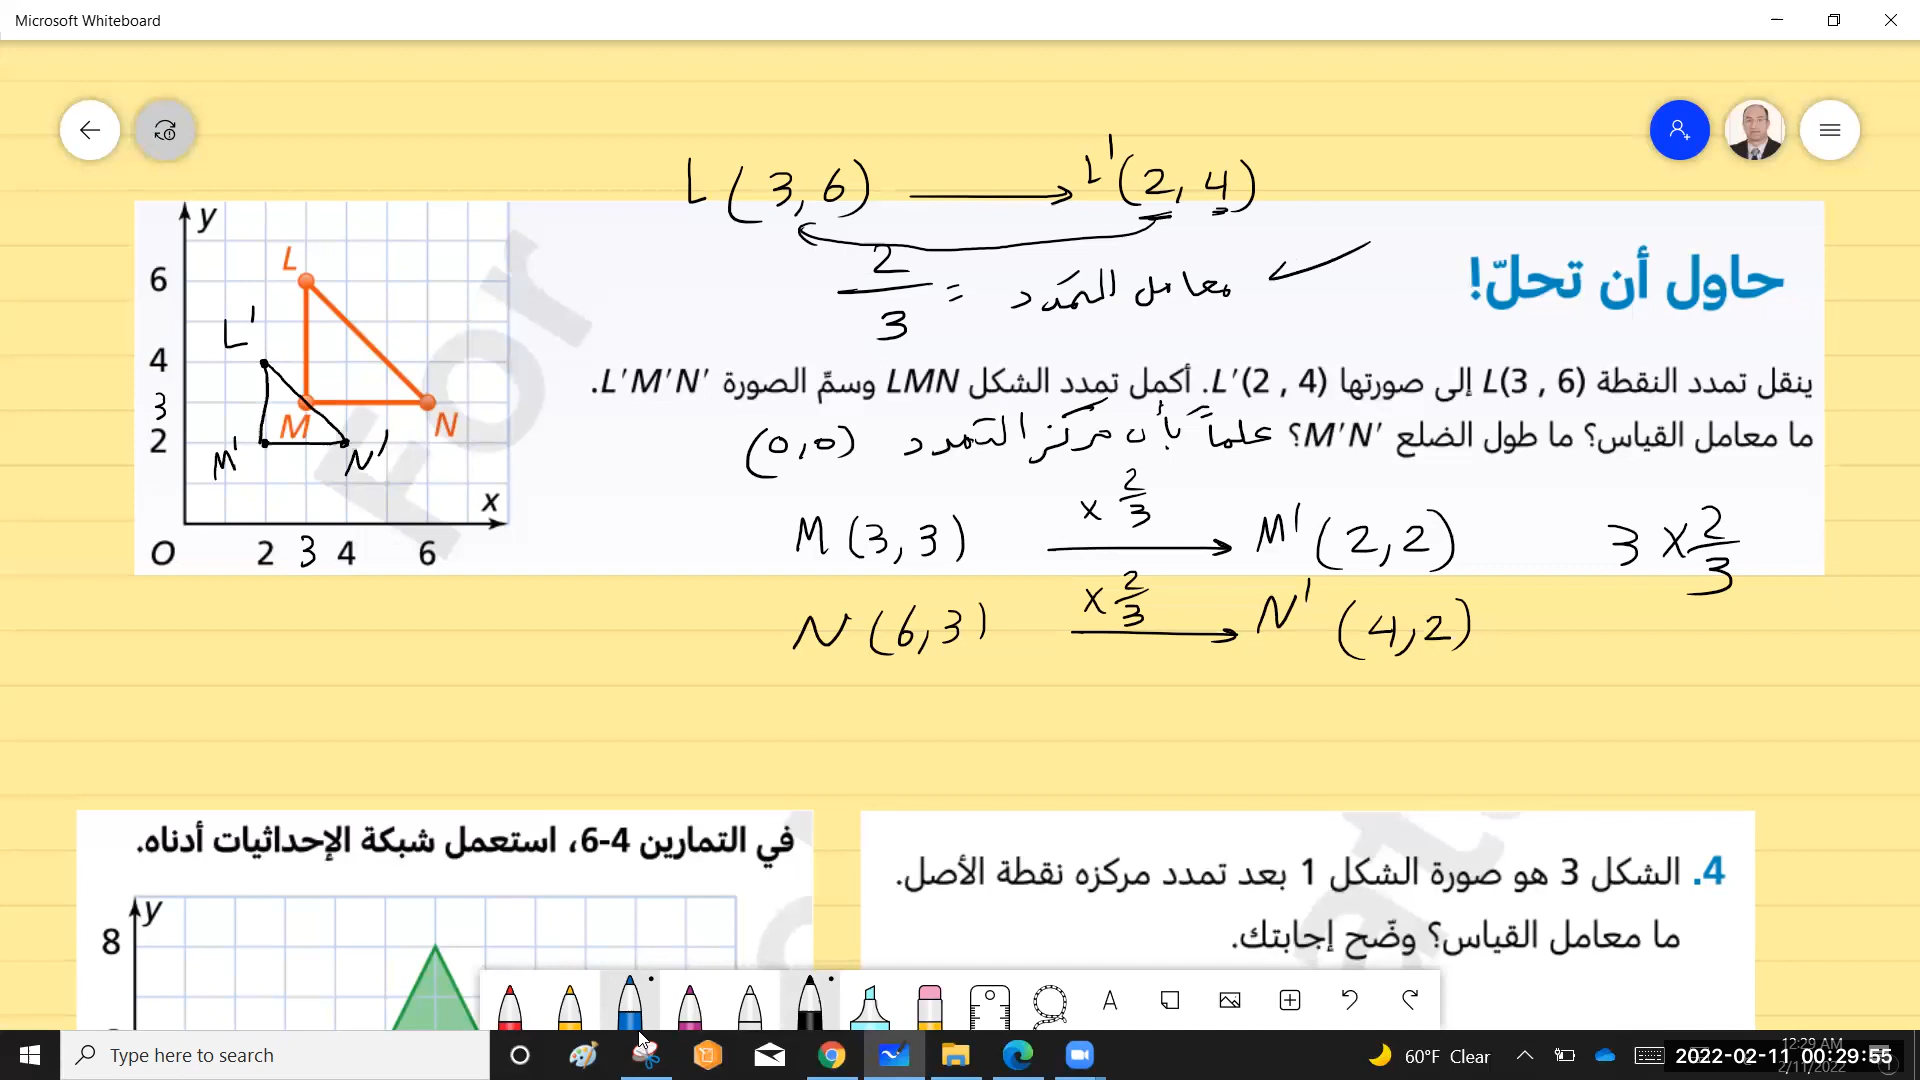 Microsoft Whiteboard
L (3, 6) ⟶ L' (2, 4)
2/3 = معامل التمدد
حاول أن تحلّ!
ينقل تمدد النقطة L(3 , 6) إلى صورتها L'(2 , 4). أكمل تمدد الشكل LMN وسمِّ الصورة L'M'N'.
ما معامل القياس؟ ما طول الضلع M'N'؟ علماً بأن مركز التمدد (0,0)
y
6
4
3
2
L
L'
M
N
M'
N'
x
O 2 3 4 6
M (3, 3) × 2/3 ⟶ M' (2, 2)
3 × 2/3
N (6, 3) × 2/3 ⟶ N' (4, 2)
في التمارين 4-6، استعمل شبكة الإحداثيات أدناه.
y
8
4. الشكل 3 هو صورة الشكل 1 بعد تمدد مركزه نقطة الأصل.
ما معامل القياس؟ وضّح إجابتك.
For
Type here to search
60°F Clear
12:29 AM
2022-02-11 00:29:55
2/11/2022